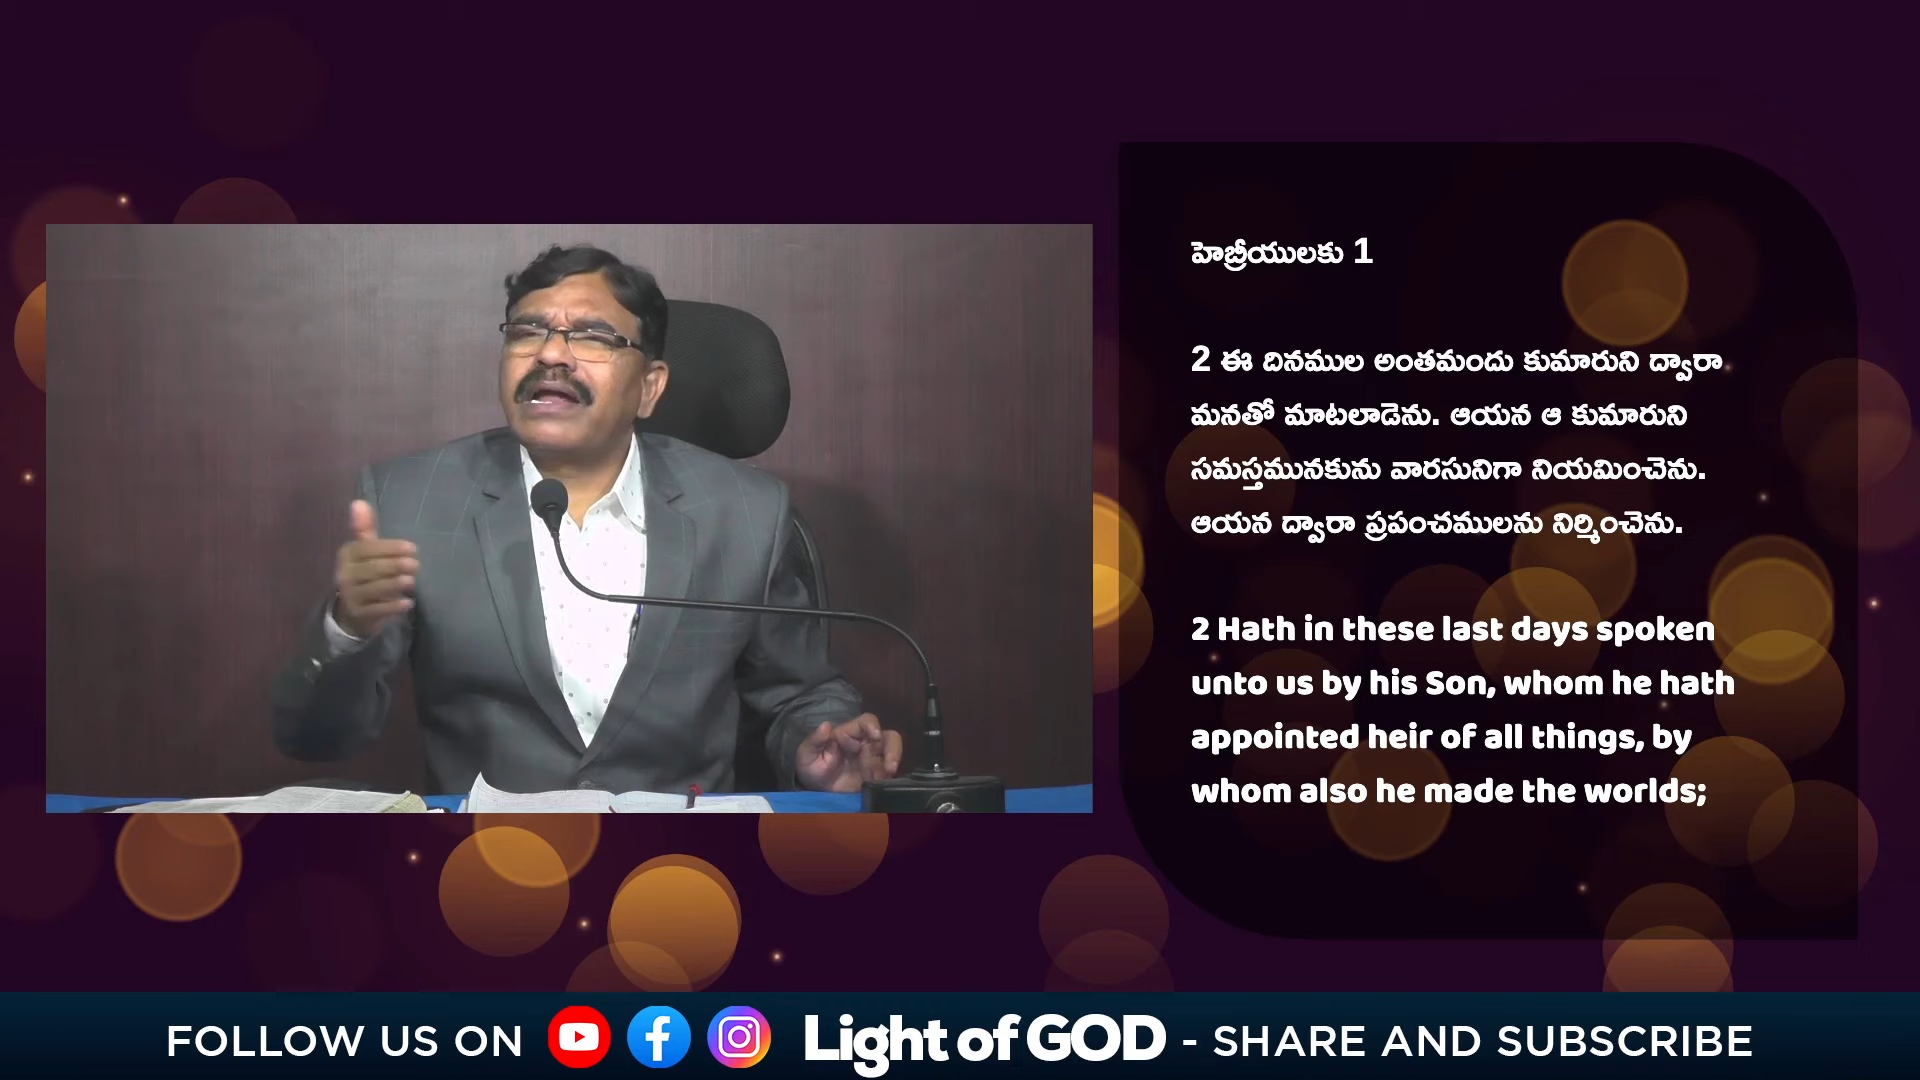 హెబ్రీయులకు 1
2 ఈ దినముల అంతమందు కుమారుని ద్వారా
మనతో మాటలాడెను. ఆయన ఆ కుమారుని
సమస్తమునకును వారసునిగా నియమించెను.
ఆయన ద్వారా ప్రపంచములను నిర్మించెను.
2 Hath in these last days spoken
unto us by his Son, whom he hath
appointed heir of all things, by
whom also he made the worlds;
FOLLOW US ON Light of GOD - SHARE AND SUBSCRIBE